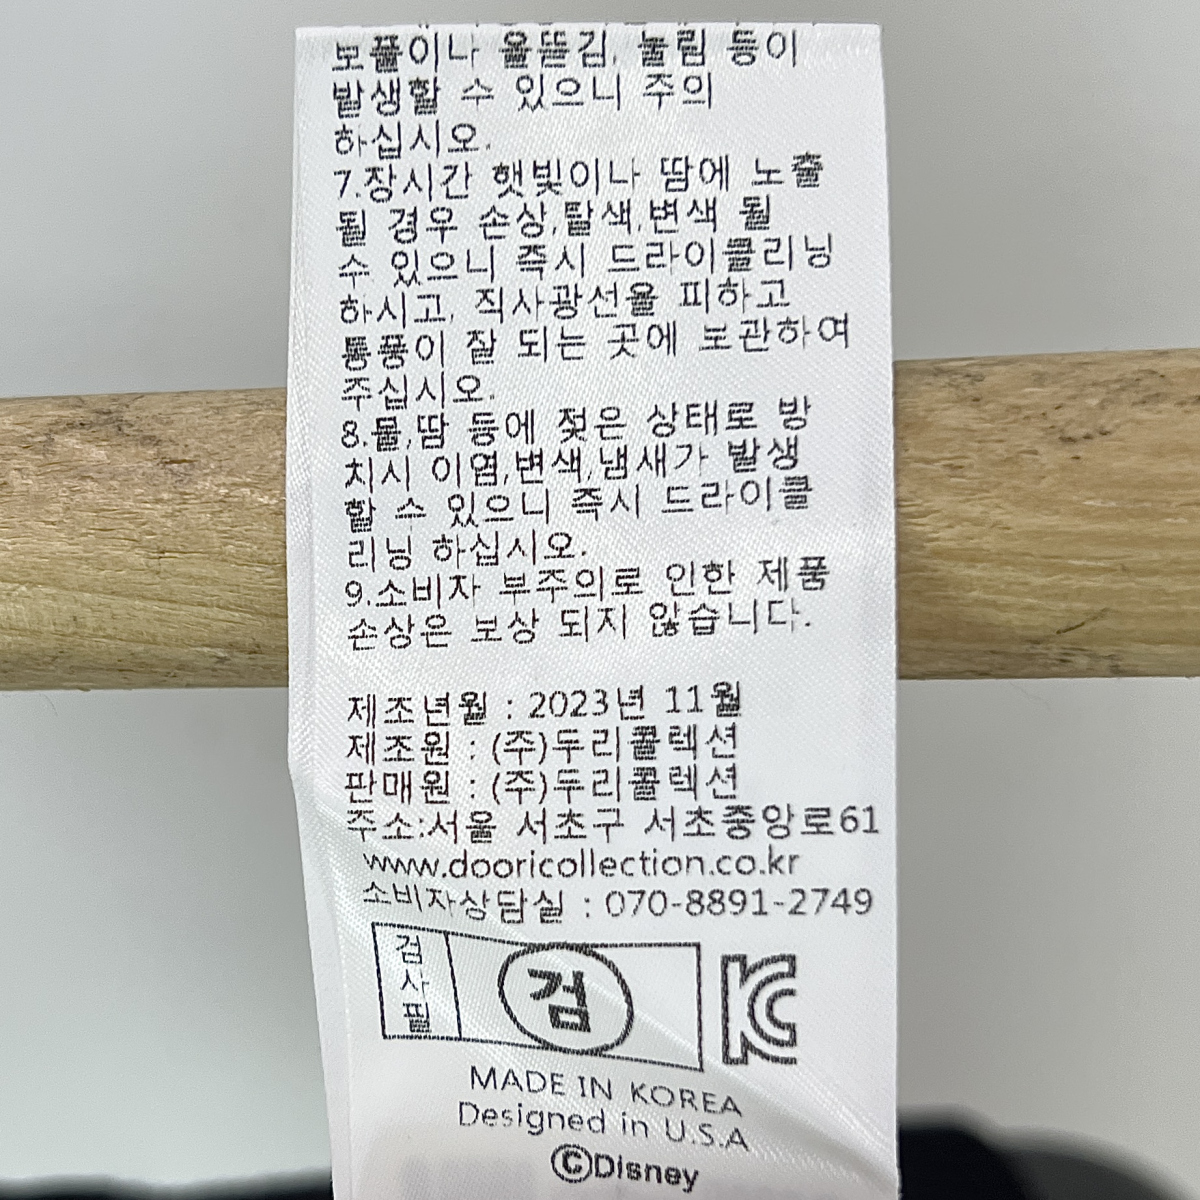 보풀이나 올뜯김, 눌림 등이
발생할 수 있으니 주의
하십시오.
7.장시간 햇빛이나 땀에 노출
될 경우 손상,탈색,변색 될
수 있으니 즉시 드라이클리닝
하시고, 직사광선을 피하고
통풍이 잘 되는 곳에 보관하여
주십시오.
8.물,땀 등에 젖은 상태로 방
치시 이염,변색,냄새가 발생
할 수 있으니 즉시 드라이클
리닝 하십시오.
9.소비자 부주의로 인한 제품
손상은 보상 되지 않습니다.
제조년월 : 2023년 11월
제조원 : (주)두리콜렉션
판매원 : (주)두리콜렉션
주소:서울 서초구 서초중앙로61
www.dooricollection.co.kr
소비자상담실 : 070-8891-2749
검사필
검
KC
MADE IN KOREA
Designed in U.S.A
©Disney